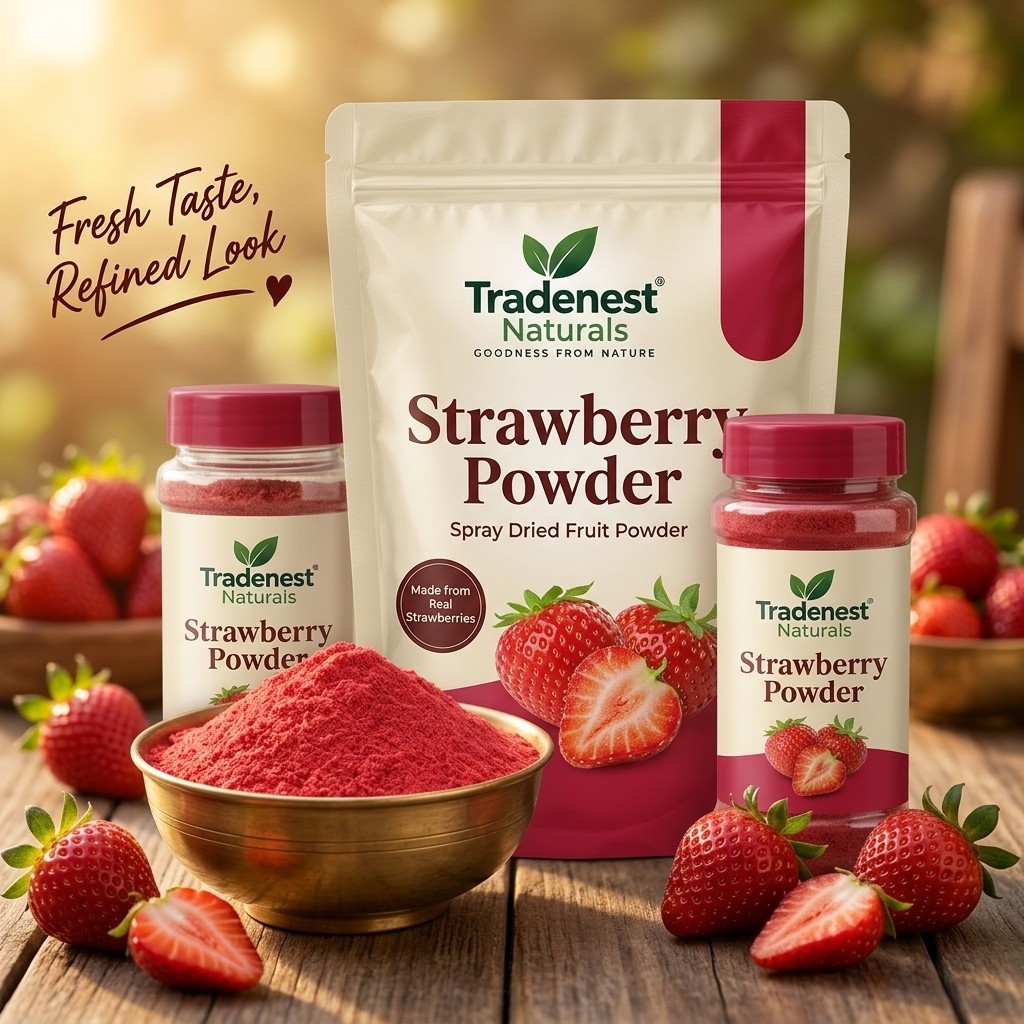 Fresh Taste,
Refined Look
Tradenest®
Naturals
GOODNESS FROM NATURE
Strawberry
Powder
Spray Dried Fruit Powder
Made from
Real
Strawberries
Tradenest®
Naturals
Strawberry
Powder
Tradenest®
Naturals
Strawberry
Powder